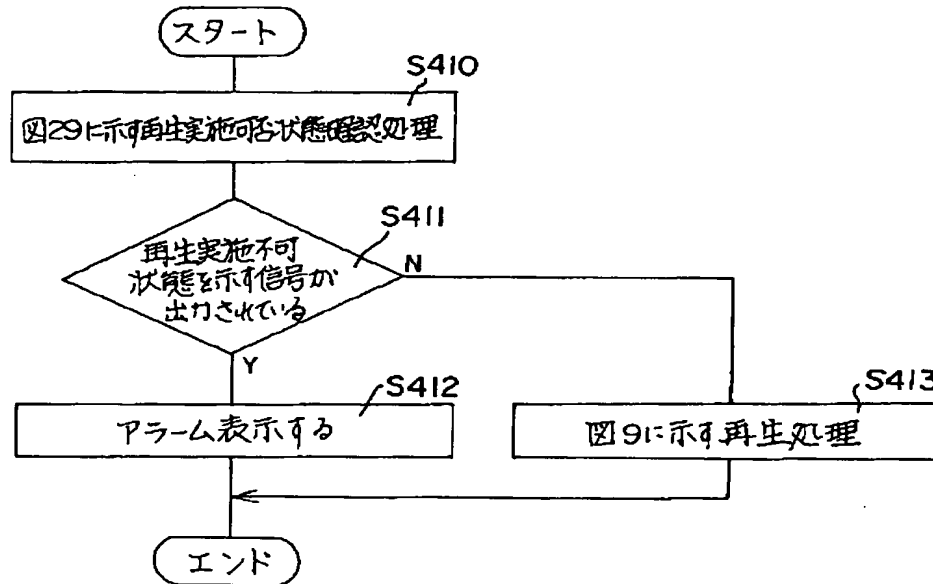 スタート
S410
図29に示す再生実施可否状態確認処理
S411
再生実施不可
状態を示す信号が
出力されている
N
Y
S412
アラーム表示する
S413
図9に示す再生処理
エンド